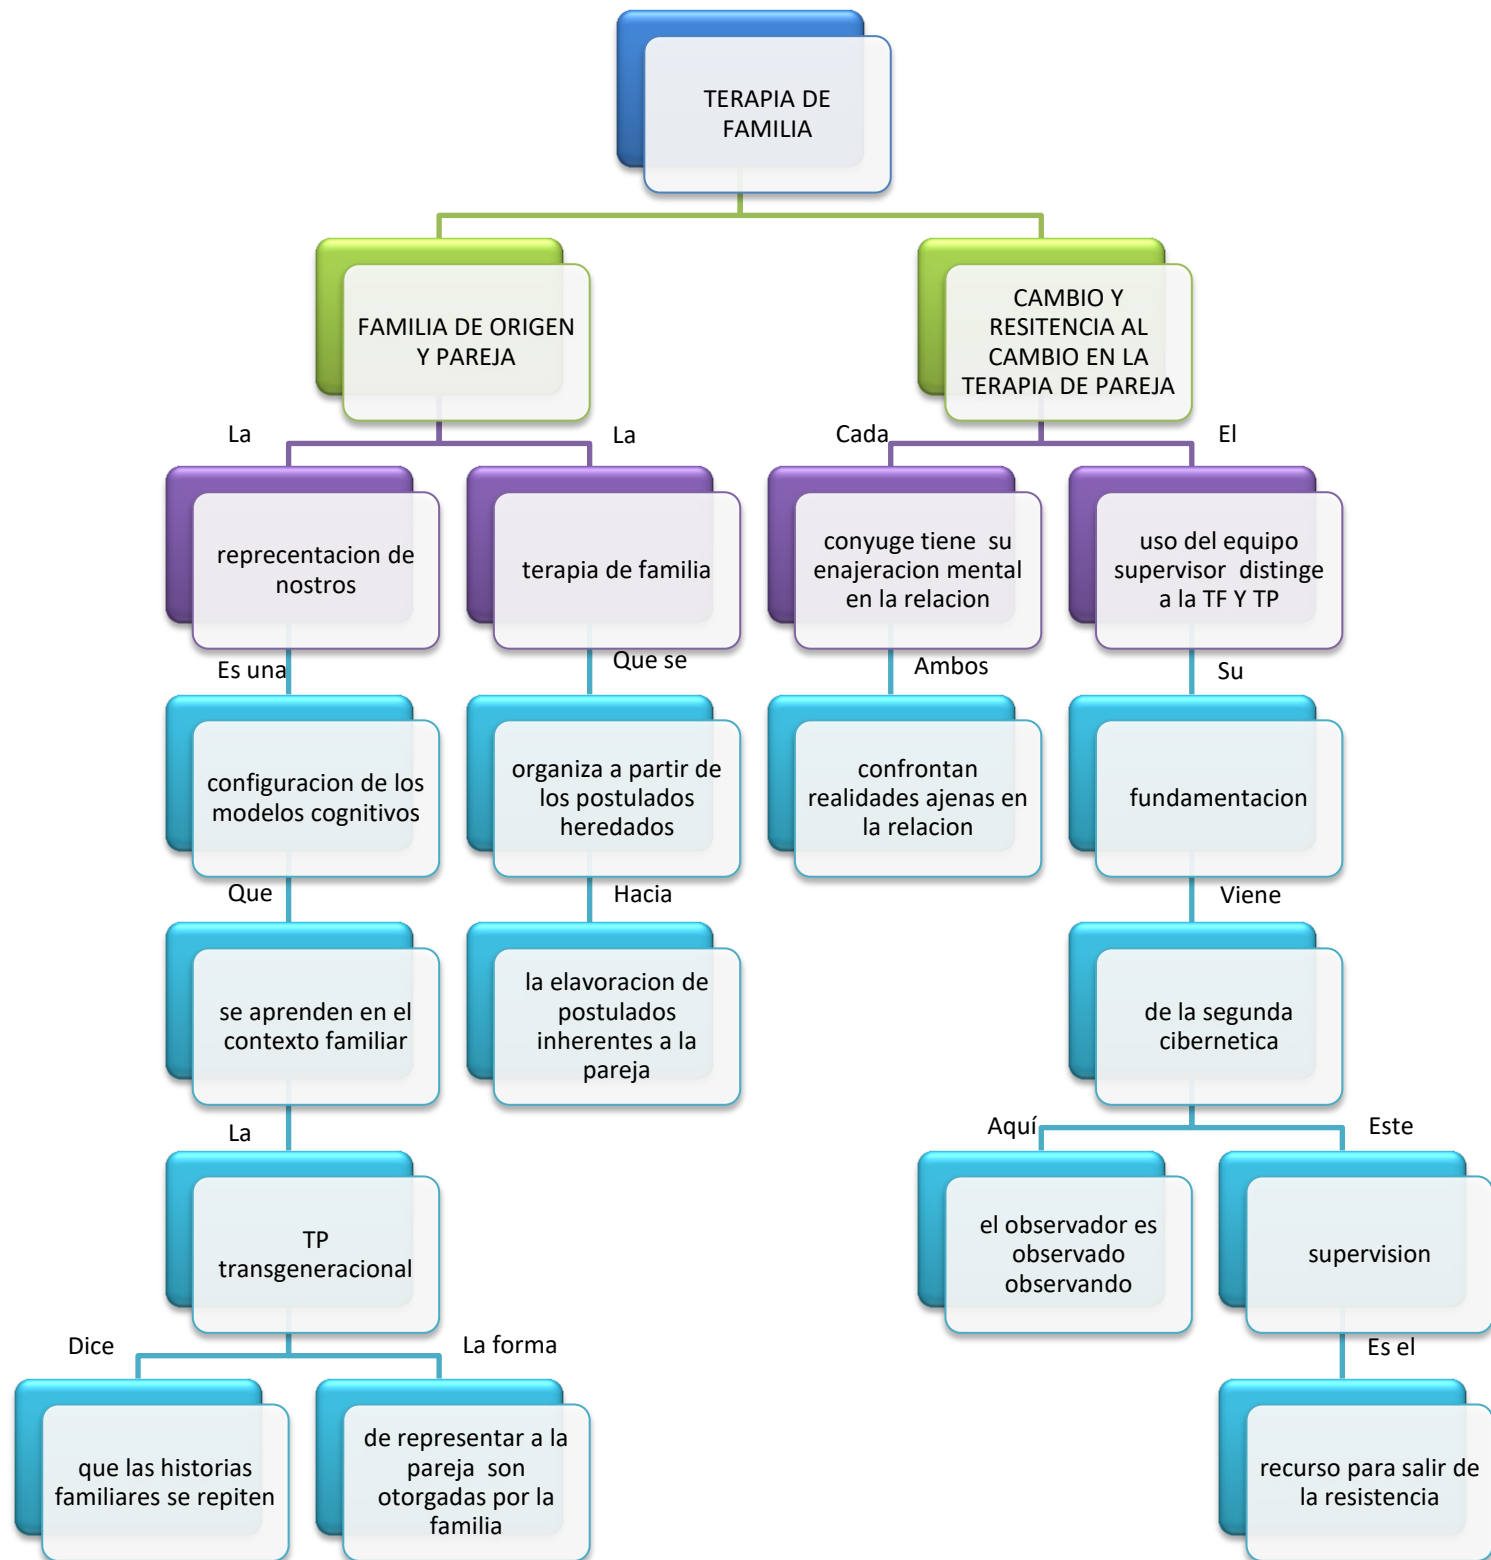 TERAPIA DE
FAMILIA
FAMILIA DE ORIGEN
Y PAREJA
CAMBIO Y
RESITENCIA AL
CAMBIO EN LA
TERAPIA DE PAREJA
La
La
Cada
El
reprecentacion de
nostros
terapia de familia
conyuge tiene su
enajeracion mental
en la relacion
uso del equipo
supervisor distinge
a la TF Y TP
Es una
Que se
Ambos
Su
configuracion de los
modelos cognitivos
organiza a partir de
los postulados
heredados
confrontan
realidades ajenas en
la relacion
fundamentacion
Que
Hacia
Viene
se aprenden en el
contexto familiar
la elavoracion de
postulados
inherentes a la
pareja
de la segunda
cibernetica
La
Aquí
Este
TP
transgeneracional
el observador es
observado
observando
supervision
Dice
La forma
Es el
que las historias
familiares se repiten
de representar a la
pareja son
otorgadas por la
familia
recurso para salir de
la resistencia